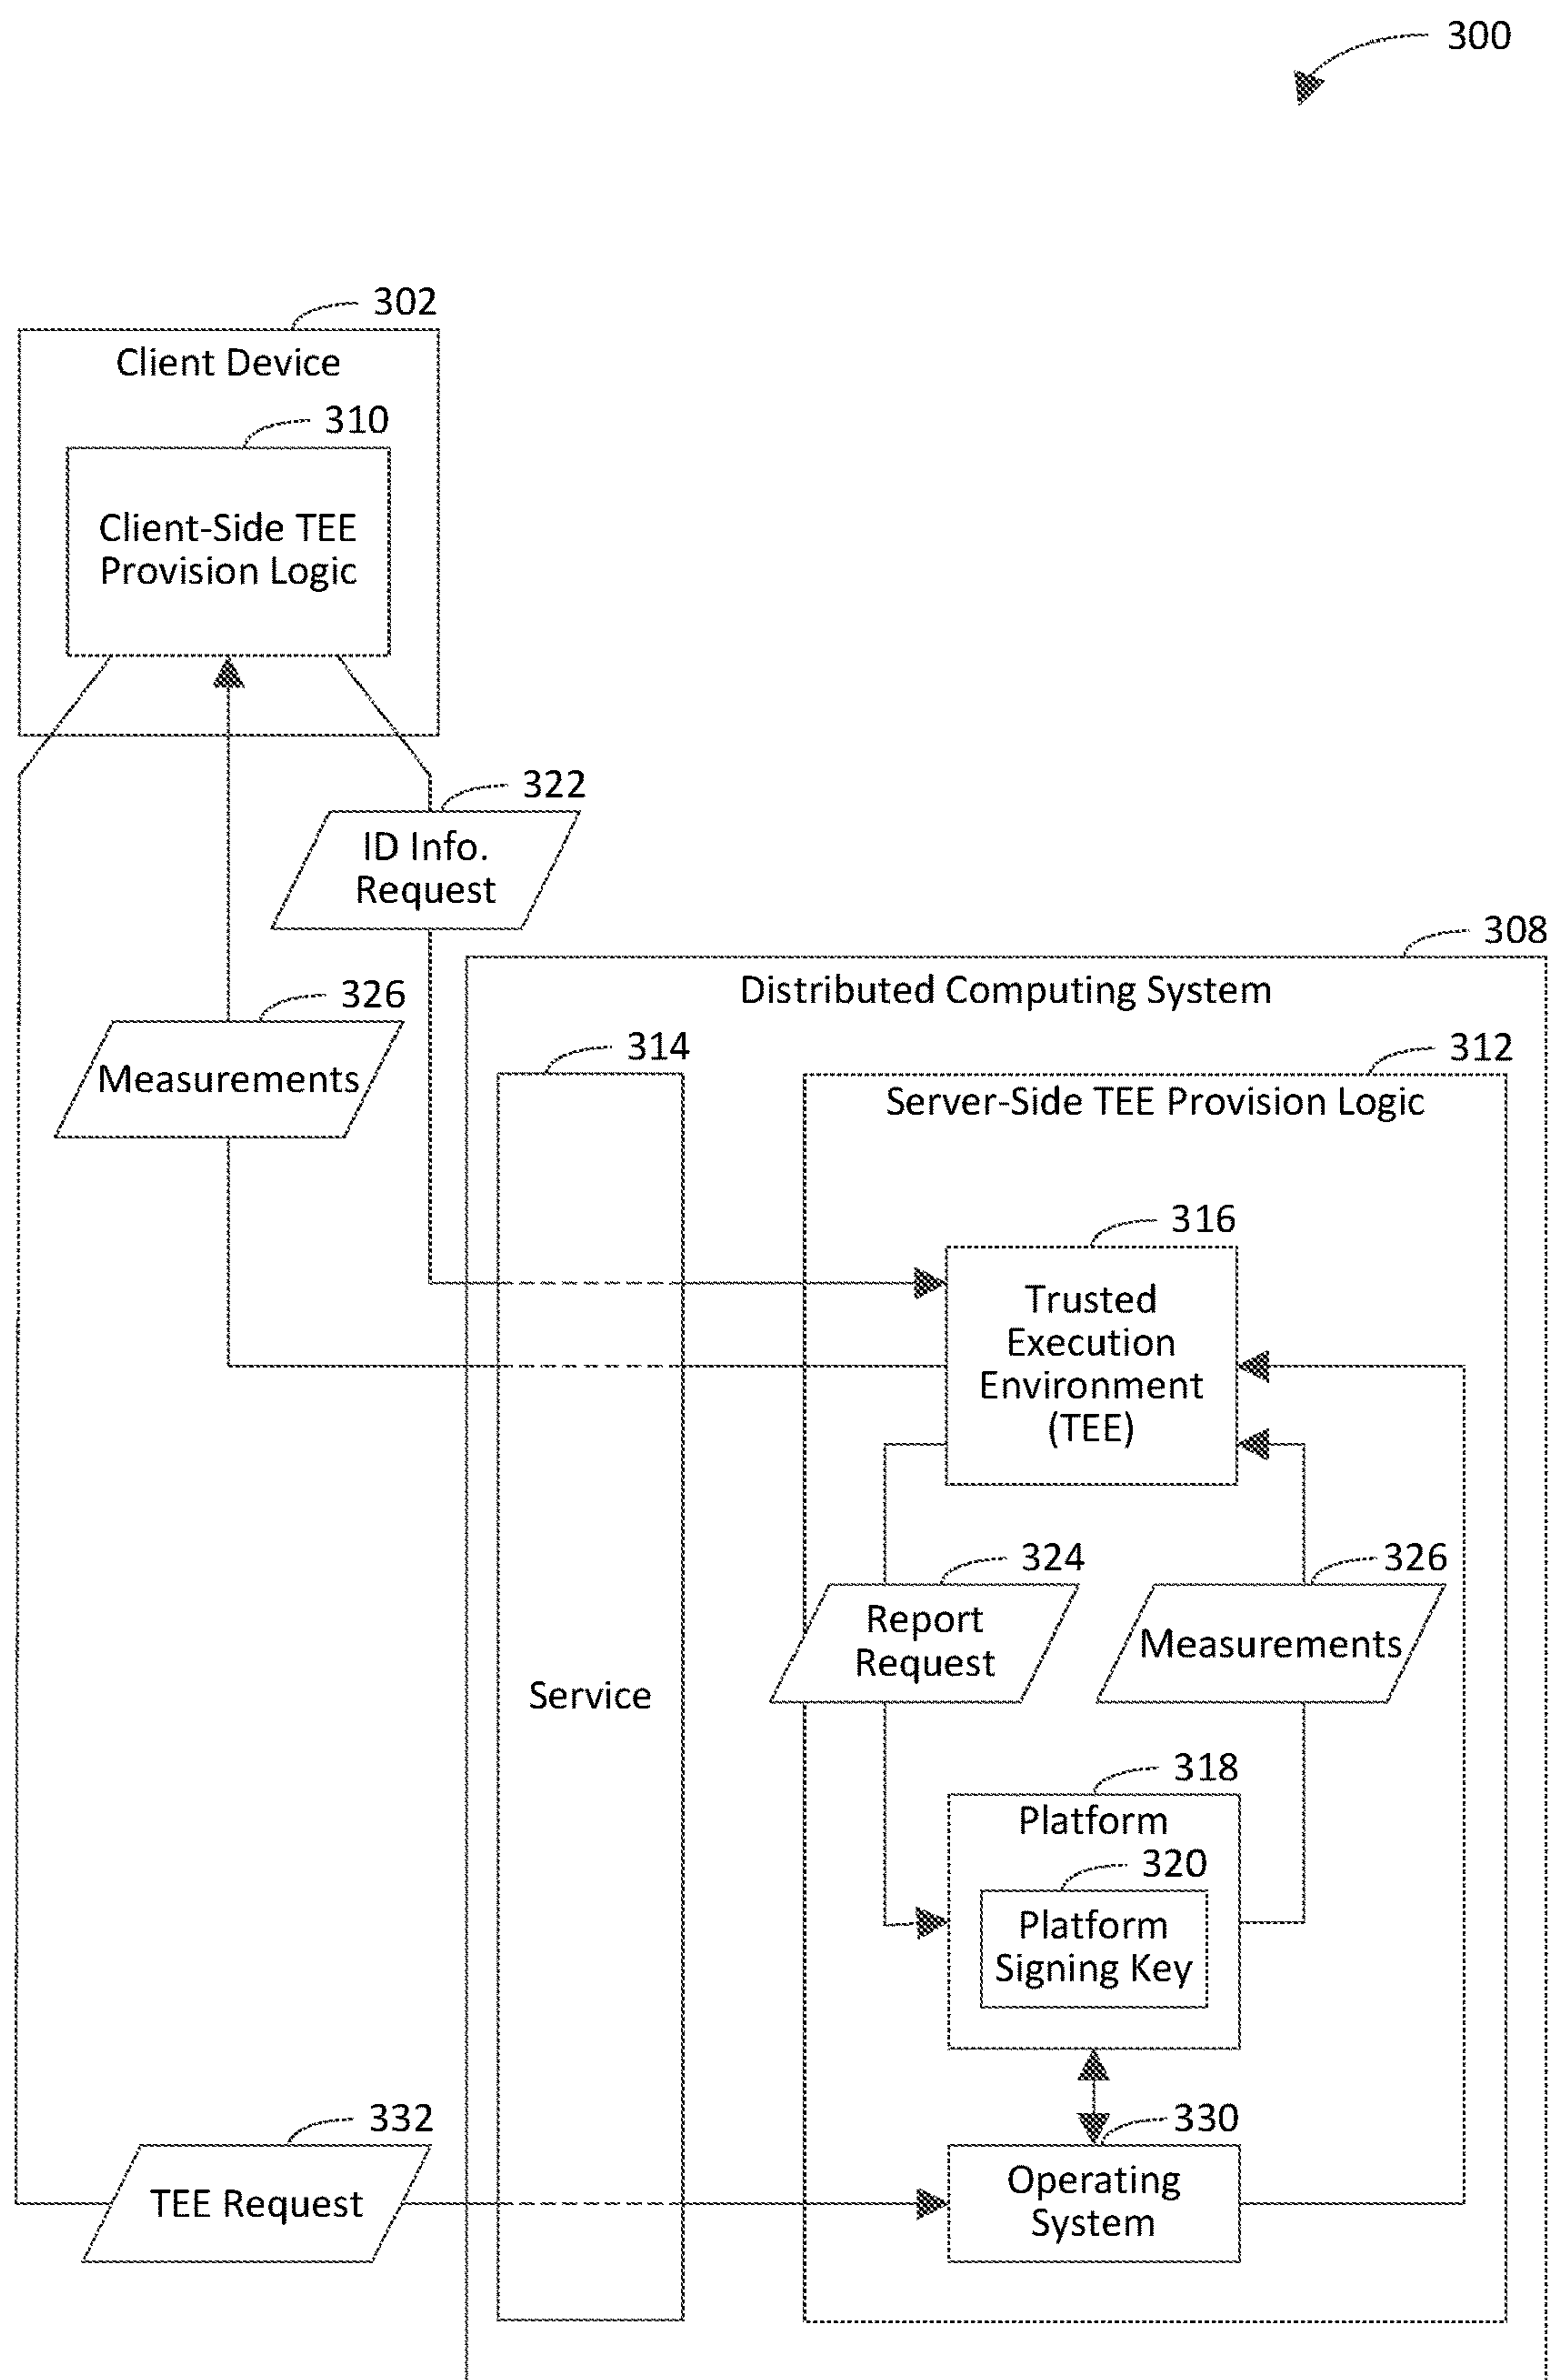 300
302
Client Device
310
Client-Side TEE
Provision Logic
322
ID Info.
Request
308
Distributed Computing System
326
Measurements
314
312
Server-Side TEE Provision Logic
316
Trusted
Execution
Environment
(TEE)
324
Report
Request
326
Measurements
Service
318
Platform
320
Platform
Signing Key
332
TEE Request
330
Operating
System